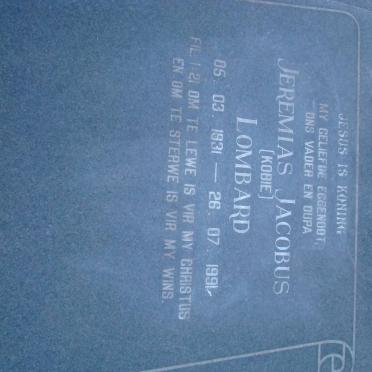 JESUS IS KONING
MY GELIEFDE EGGENOOT,
ONS VADER EN OUPA
JEREMIAS JACOBUS
(KOBIE)
LOMBARD
05. 03. 1931 — 26. 07. 1991
FIL 1:21 OM TE LEWE IS VIR MY CHRISTUS
EN OM TE STERWE IS VIR MY WINS.